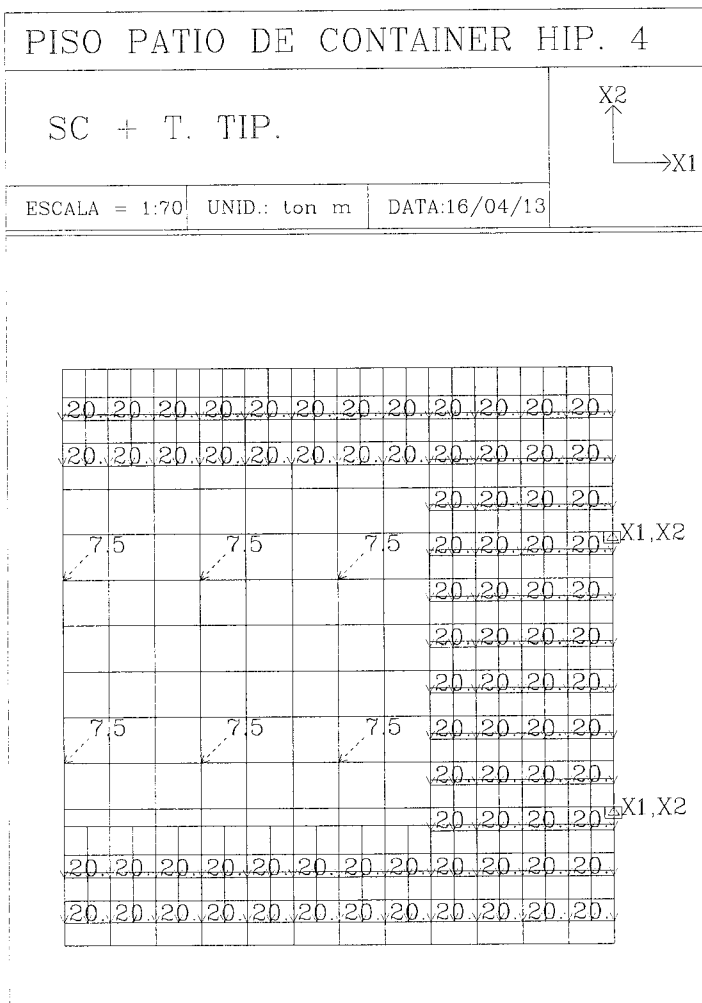 PISO PATIO DE CONTAINER HIP. 4
X2
SC + T. TIP.
X1
ESCALA = 1:70 UNID.: ton m DATA:16/04/13
20. 20. 20. 20. 20. 20. 20. 20. 20. 20. 20. 20.
20. 20. 20. 20. 20. 20. 20. 20. 20. 20. 20. 20.
20. 20. 20. 20.
7.5 7.5 7.5 20. 20. 20. 20. X1,X2
20. 20. 20. 20.
20. 20. 20. 20.
20. 20. 20. 20.
7.5 7.5 7.5 20. 20. 20. 20.
20. 20. 20. 20.
20. 20. 20. 20. X1,X2
20. 20. 20. 20. 20. 20. 20. 20. 20. 20. 20. 20.
20. 20. 20. 20. 20. 20. 20. 20. 20. 20. 20. 20.